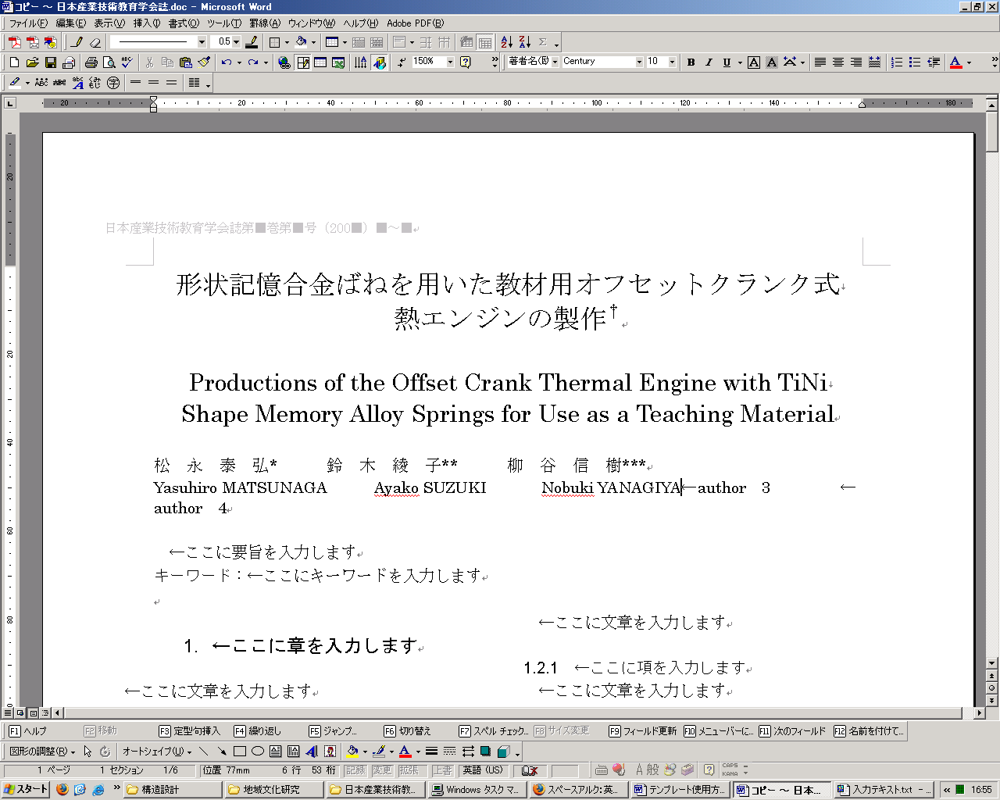 コピー ～ 日本産業技術教育学会誌.doc - Microsoft Word
ファイル(F) 編集(E) 表示(V) 挿入(I) 書式(O) ツール(T) 罫線(A) ウィンドウ(W) ヘルプ(H) Adobe PDF(B)
0.5
150% Century 10 B I U A A A
20 20 40 60 80 100 120 140 180
日本産業技術教育学会誌第■巻第■号（200■）■～■
形状記憶合金ばねを用いた教材用オフセットクランク式
熱エンジンの製作†
Productions of the Offset Crank Thermal Engine with TiNi
Shape Memory Alloy Springs for Use as a Teaching Material
松　永　泰　弘* 鈴　木　綾　子** 柳　谷　信　樹***
Yasuhiro MATSUNAGA Ayako SUZUKI Nobuki YANAGIYA←author　3 ←
author　4
←ここに要旨を入力します
キーワード：←ここにキーワードを入力します
←ここに文章を入力します
1. ←ここに章を入力します
1.2.1 ←ここに項を入力します
←ここに文章を入力します ←ここに文章を入力します
F1 ヘルプ F2 移動 F3 定型句挿入 F4 繰り返し F5 ジャンプ... F6 切り替え F7 スペル チェック... F8 サイズ変更 F9 フィールド更新 F10 メニューバーに... F11 次のフィールド F12 名前を付けて...
図形の調整(R) オートシェイプ(U)
1 ページ 1 セクション 1/6 位置 77mm 6 行 53 桁 記録 変更 拡張 上書 英語 (US) A 般 CAPS KANA
スタート » 構造設計 地域文化研究 日本産業技術教... Windows タスク マ... スペースアルク:英... テンプレート使用方... コピー ～ 日本... 入力テキスト.txt - ... « 16:55